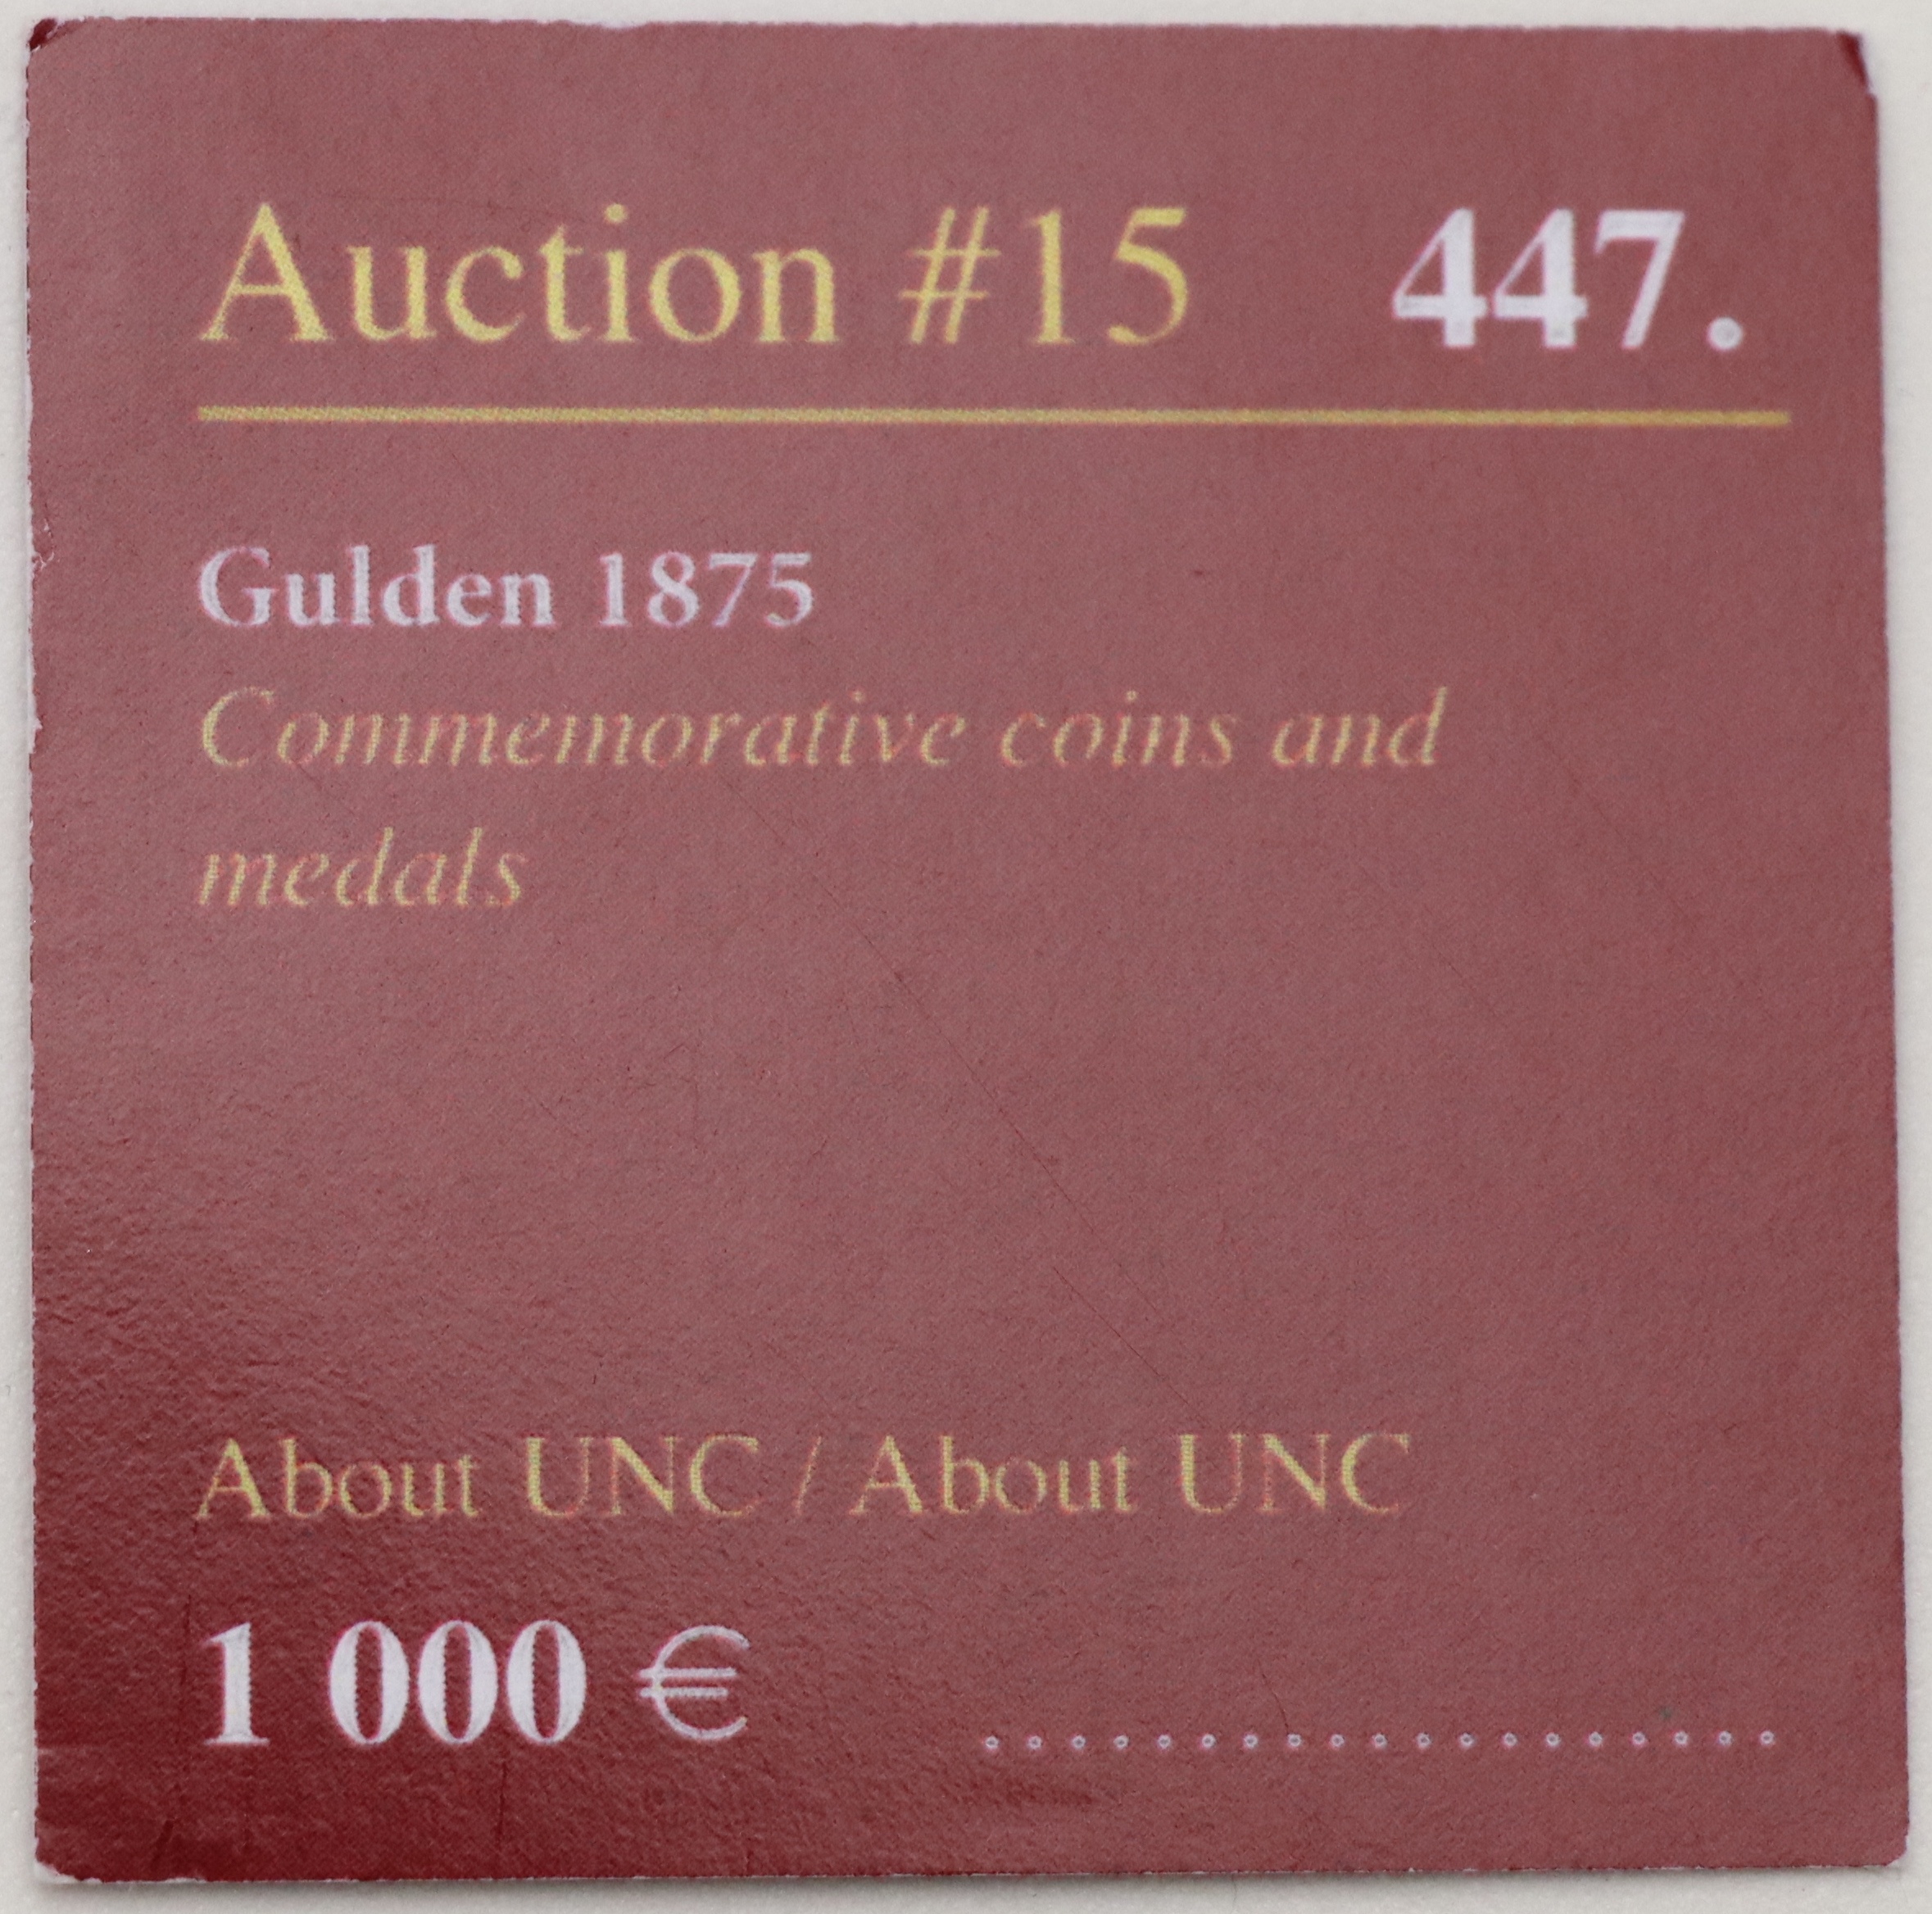 Auction #15 447.
Gulden 1875
Commemorative coins and
medals
About UNC / About UNC
1 000 €
...................